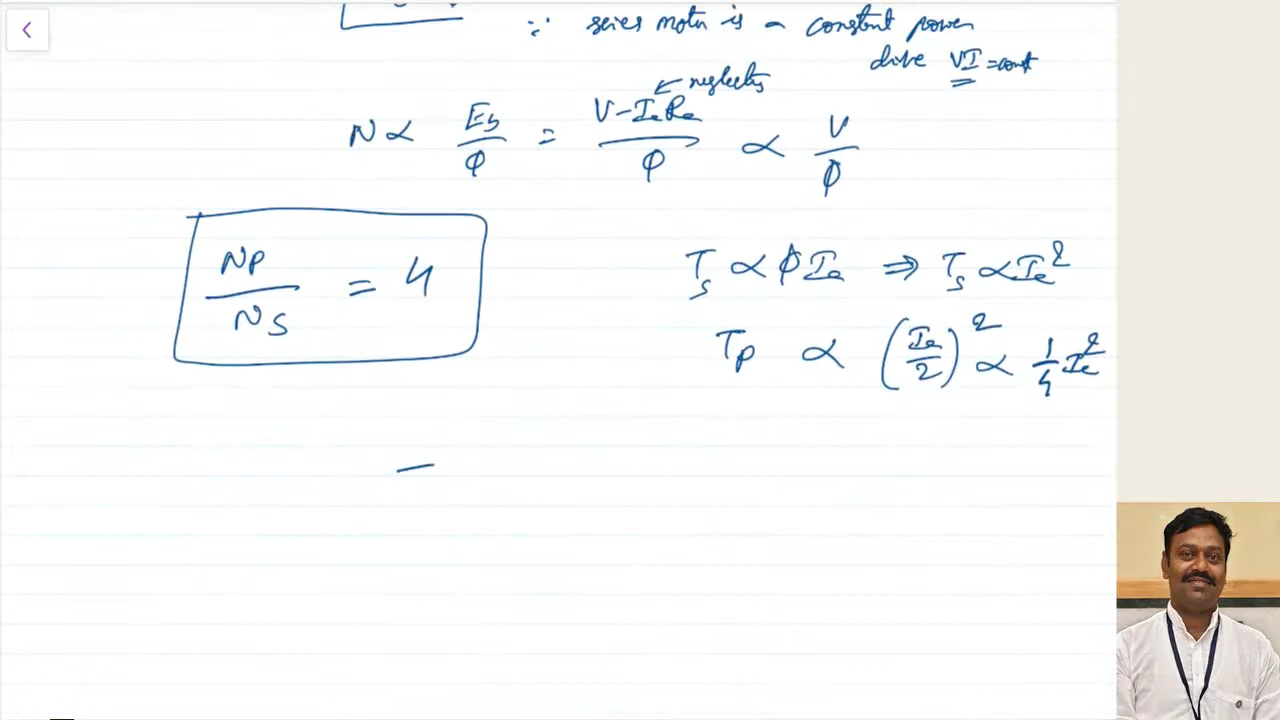 ∵ series motor is a constant power
drive VI = const
← neglecting
N ∝ Eb/φ = (V - IaRa)/φ ∝ V/φ
NP/NS = 4
Ts ∝ φIa ⇒ Ts ∝ Ia²
TP ∝ (Ia/2)² ∝ 1/4 Ia²